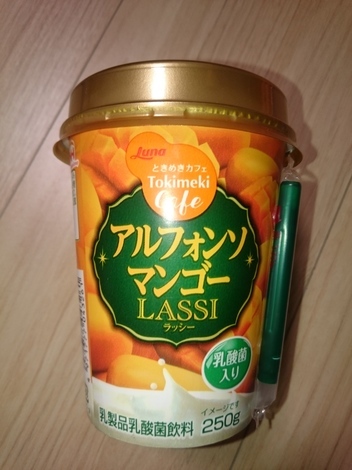 Luna
ときめきカフェ
Tokimeki
Cafe
アルフォンソ
マンゴー
LASSI
ラッシー
乳酸菌
入り
イメージです
乳製品乳酸菌飲料 250g